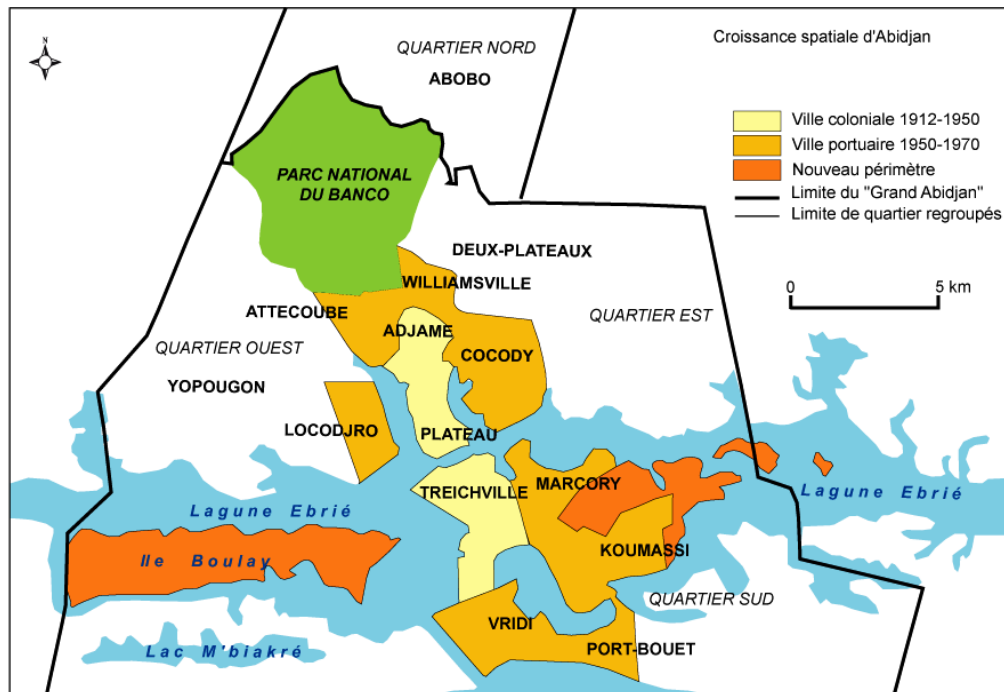 Croissance spatiale d'Abidjan
N
QUARTIER NORD
ABOBO
Ville coloniale 1912-1950
Ville portuaire 1950-1970
Nouveau périmètre
Limite du "Grand Abidjan"
Limite de quartier regroupés
0 5 km
PARC NATIONAL
DU BANCO
DEUX-PLATEAUX
WILLIAMSVILLE
ATTECOUBE
ADJAME
QUARTIER EST
QUARTIER OUEST
COCODY
YOPOUGON
LOCODJRO
PLATEAU
TREICHVILLE
MARCORY
Lagune Ebrié
Lagune Ebrié
Ile Boulay
KOUMASSI
QUARTIER SUD
VRIDI
PORT-BOUET
Lac M'biakré